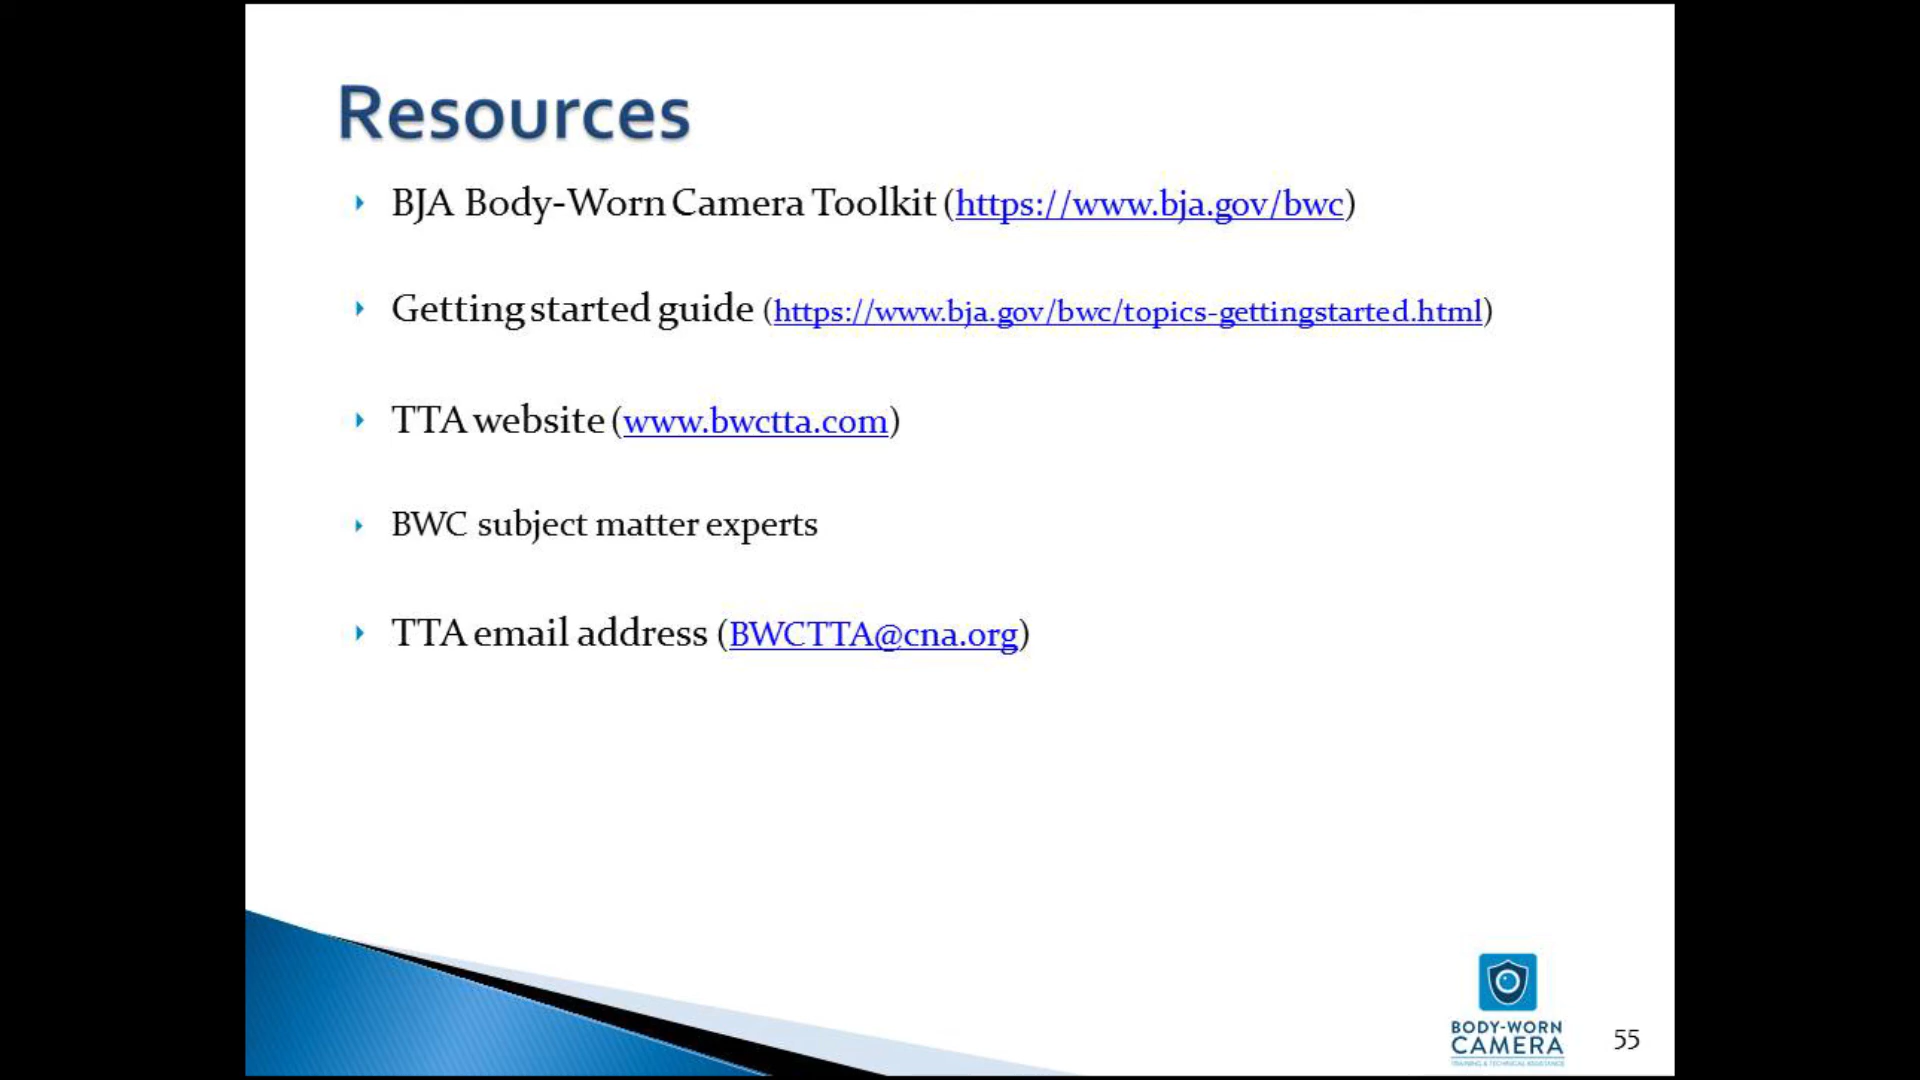 Resources
BJA Body-Worn Camera Toolkit (https://www.bja.gov/bwc)
Getting started guide (https://www.bja.gov/bwc/topics-gettingstarted.html)
TTA website (www.bwctta.com)
BWC subject matter experts
TTA email address (BWCTTA@cna.org)
BODY-WORN
CAMERA
TRAINING & TECHNICAL ASSISTANCE
55